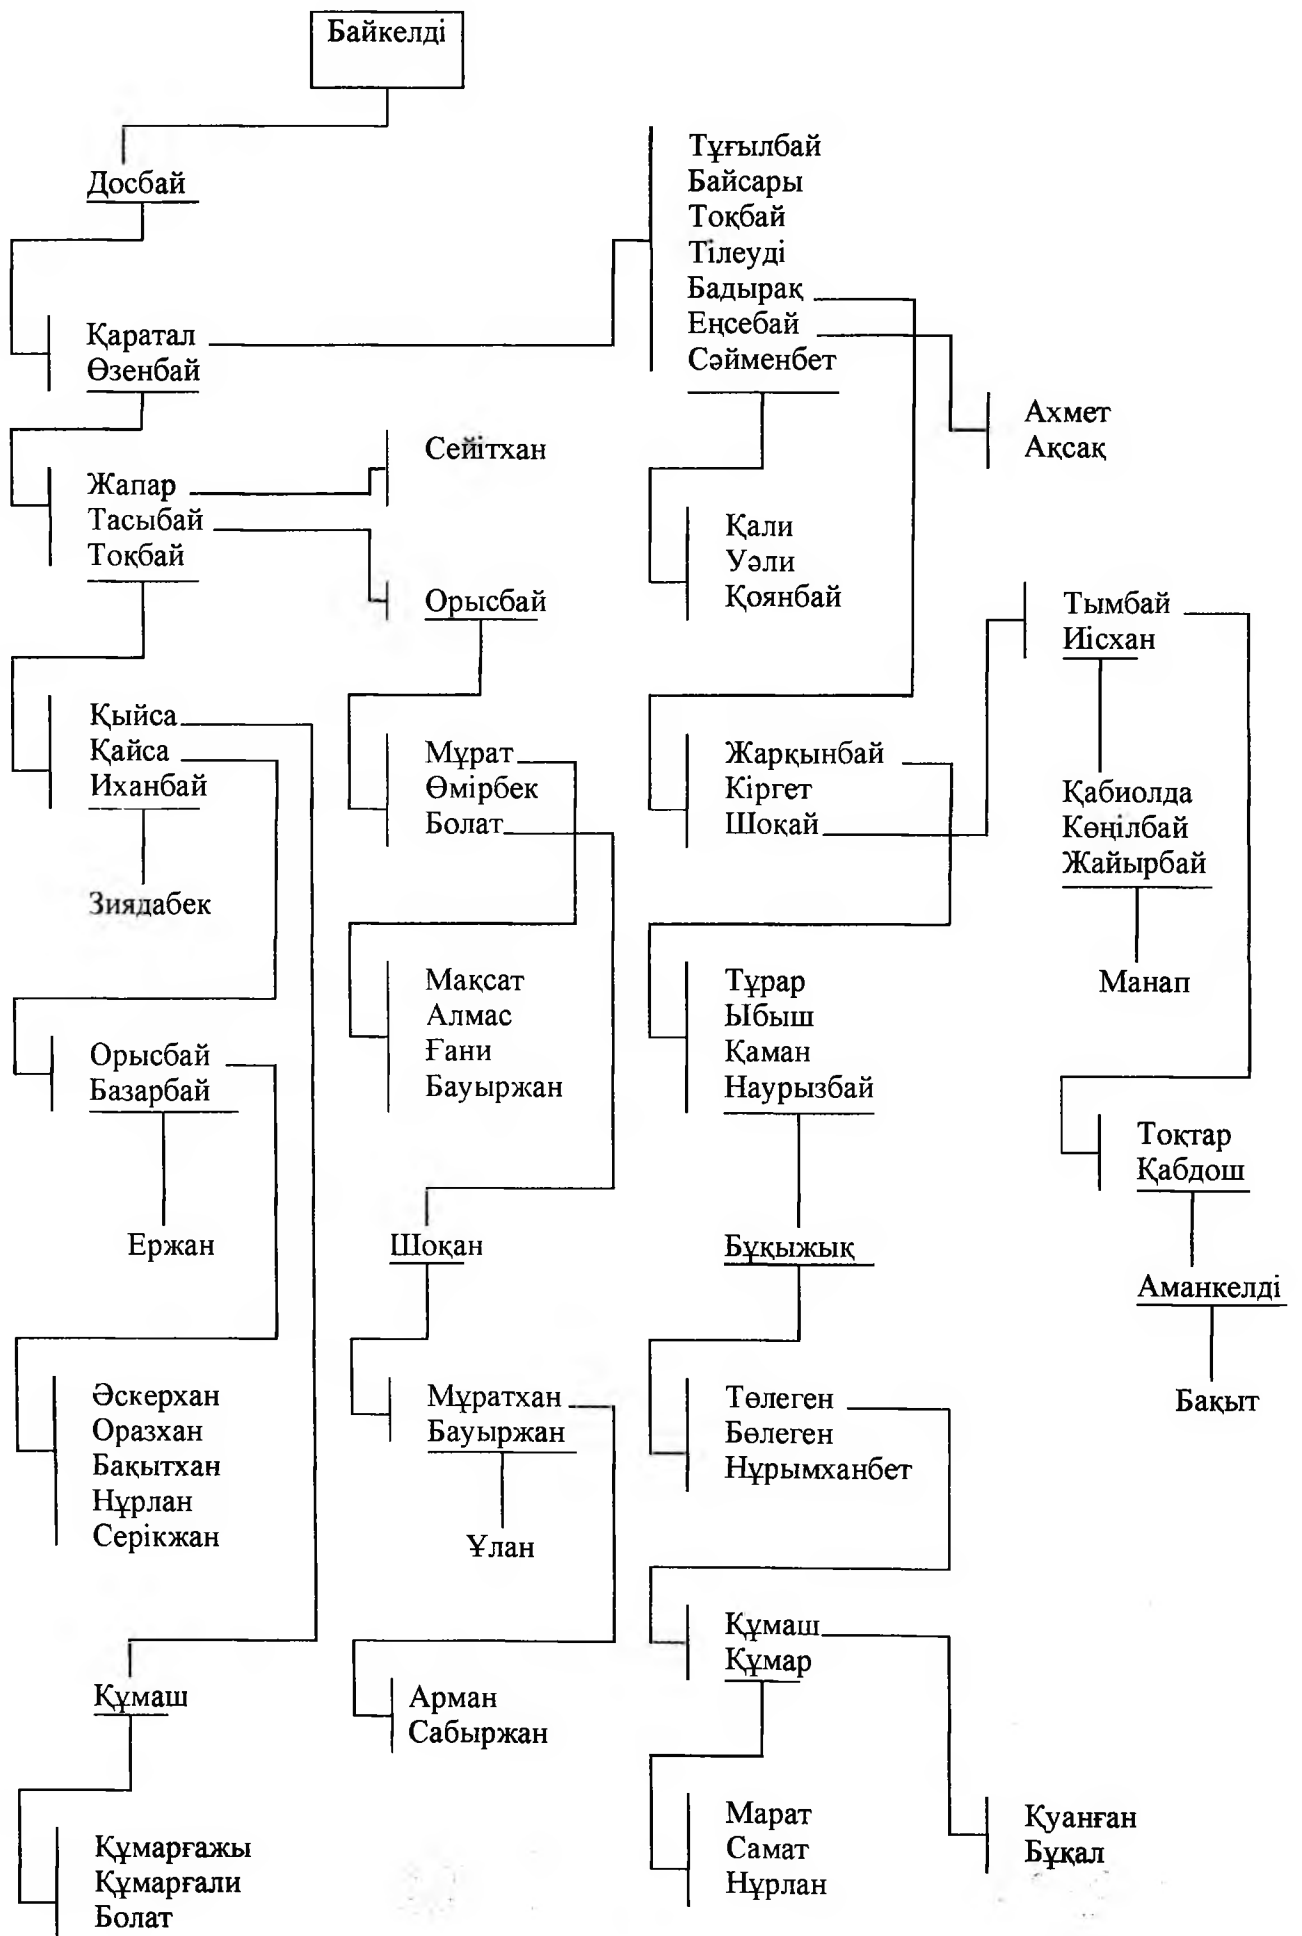 Байкелді
Досбай
Қаратал
Өзенбай
Тұғылбай
Байсары
Тоқбай
Тілеуді
Бадырақ
Еңсебай
Сәйменбет
Ахмет
Ақсақ
Жапар
Тасыбай
Тоқбай
Сейітхан
Орысбай
Қали
Уәли
Қоянбай
Тымбай
Иісхан
Қыйса
Қайса
Иханбай
Зиядабек
Мұрат
Өмірбек
Болат
Жарқынбай
Кіргет
Шоқай
Қабиолда
Көңілбай
Жайырбай
Манап
Мақсат
Алмас
Ғани
Бауыржан
Тұрар
Ыбыш
Қаман
Наурызбай
Орысбай
Базарбай
Ержан
Шоқан
Бұқыжық
Тоқтар
Қабдош
Аманкелді
Бақыт
Әскерхан
Оразхан
Бақытхан
Нұрлан
Серікжан
Мұратхан
Бауыржан
Ұлан
Төлеген
Бөлеген
Нұрымханбет
Құмаш
Құмар
Құмаш
Арман
Сабыржан
Құмарғажы
Құмарғали
Болат
Марат
Самат
Нұрлан
Қуанған
Бұқал